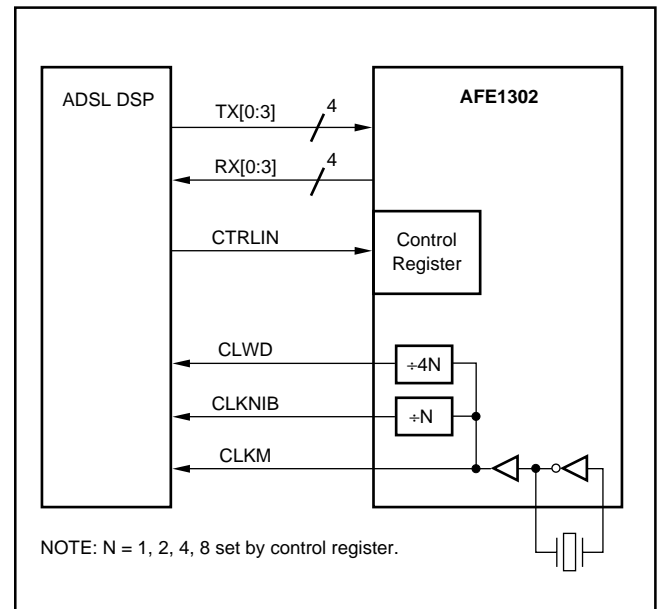 ADSL DSP
AFE1302
TX[0:3]
4
RX[0:3]
4
CTRLIN
Control
Register
CLWD
÷4N
CLKNIB
÷N
CLKM
NOTE: N = 1, 2, 4, 8 set by control register.